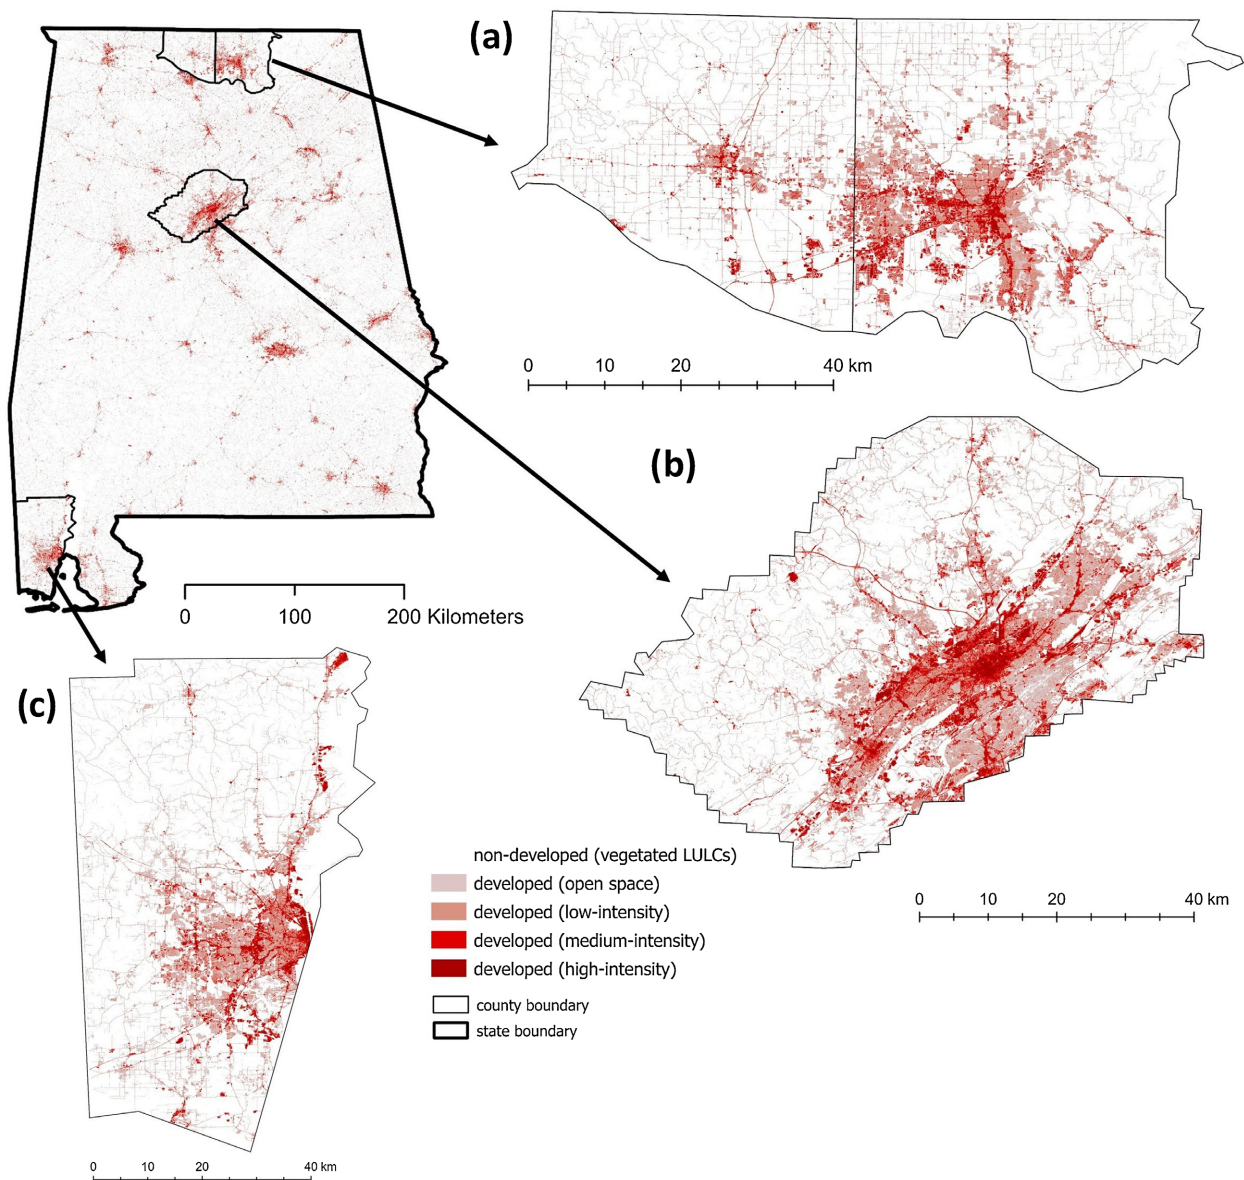 (a)
0 10 20 40 km
(b)
0 100 200 Kilometers
(c)
non-developed (vegetated LULCs)
developed (open space)
developed (low-intensity)
developed (medium-intensity)
developed (high-intensity)
county boundary
state boundary
0 10 20 40 km
0 10 20 40 km